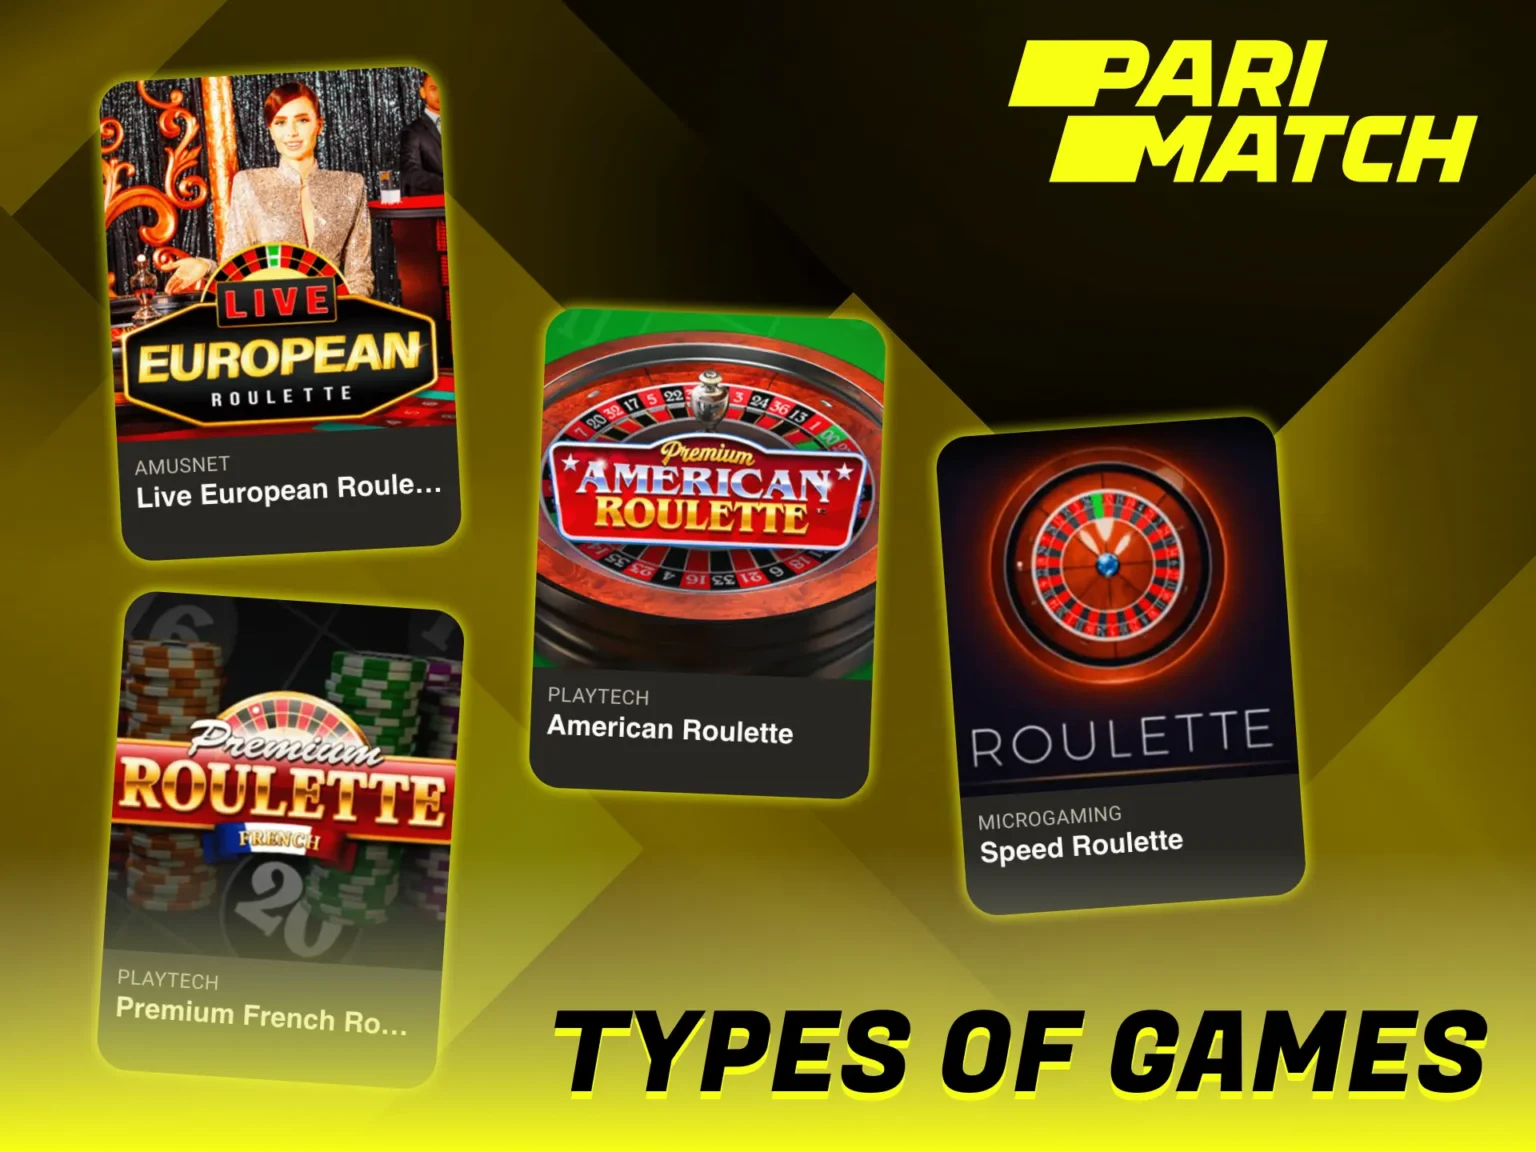 PARI
MATCH
LIVE
EUROPEAN
ROULETTE
AMUSNET
Live European Roule...
Premium
AMERICAN
ROULETTE
PLAYTECH
American Roulette
ROULETTE
MICROGAMING
Speed Roulette
Premium
ROULETTE
FRENCH
20
PLAYTECH
Premium French Ro...
TYPES OF GAMES